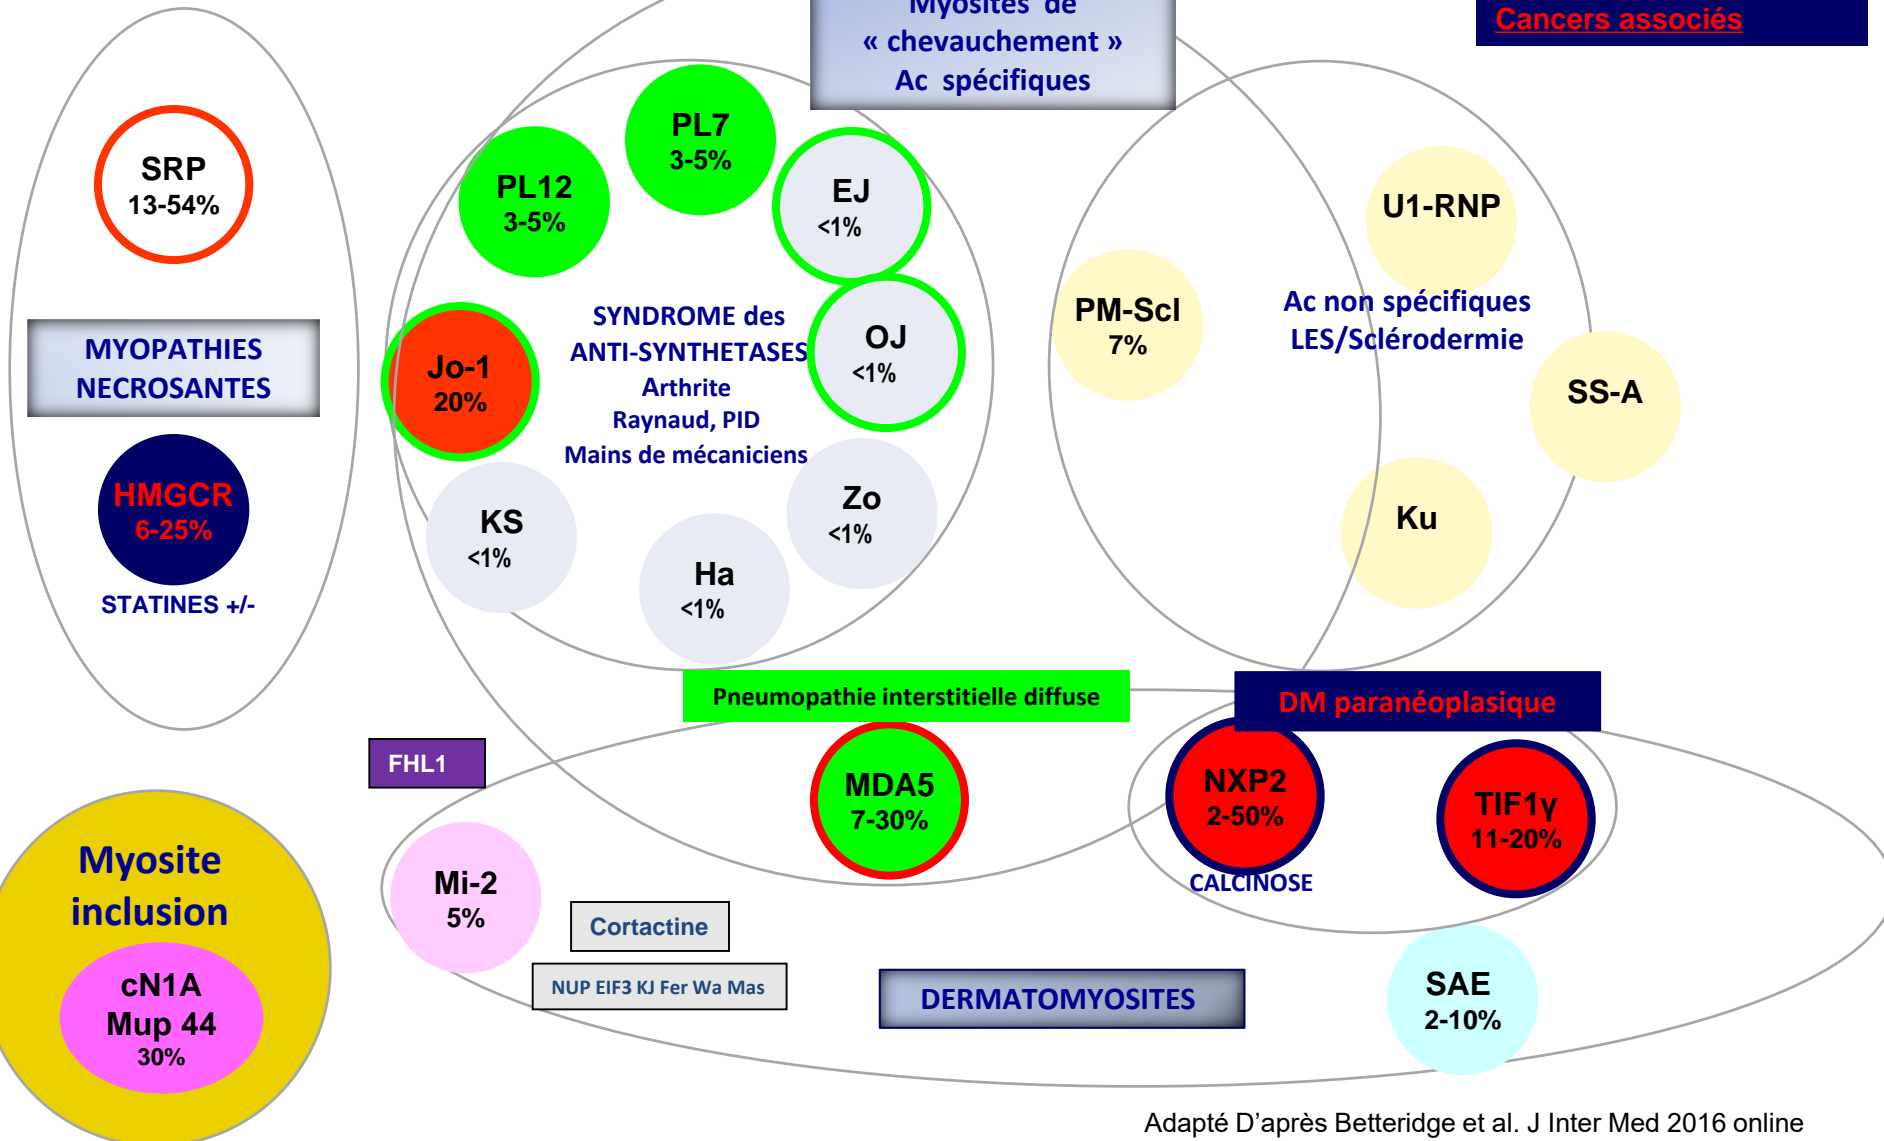 Myosites de
« chevauchement »
Ac spécifiques
Cancers associés
SRP
13-54%
MYOPATHIES
NECROSANTES
HMGCR
6-25%
STATINES +/-
PL7
3-5%
PL12
3-5%
EJ
<1%
OJ
<1%
Jo-1
20%
SYNDROME des
ANTI-SYNTHETASES
Arthrite
Raynaud, PID
Mains de mécaniciens
KS
<1%
Ha
<1%
Zo
<1%
U1-RNP
PM-Scl
7%
Ac non spécifiques
LES/Sclérodermie
SS-A
Ku
Pneumopathie interstitielle diffuse
DM paranéoplasique
FHL1
MDA5
7-30%
NXP2
2-50%
CALCINOSE
TIF1γ
11-20%
Myosite
inclusion
cN1A
Mup 44
30%
Mi-2
5%
Cortactine
NUP EIF3 KJ Fer Wa Mas
DERMATOMYOSITES
SAE
2-10%
Adapté D'après Betteridge et al. J Inter Med 2016 online